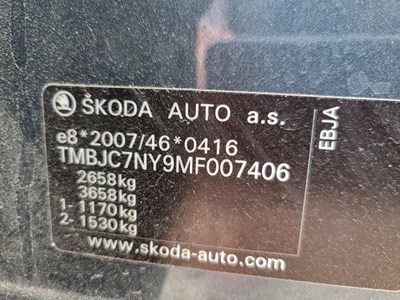 ŠKODA AUTO a.s.
e8*2007/46*0416
TMBJC7NY9MF007406
2658kg
3658kg
1- 1170kg
2- 1530kg
www.skoda-auto.com
EBJA